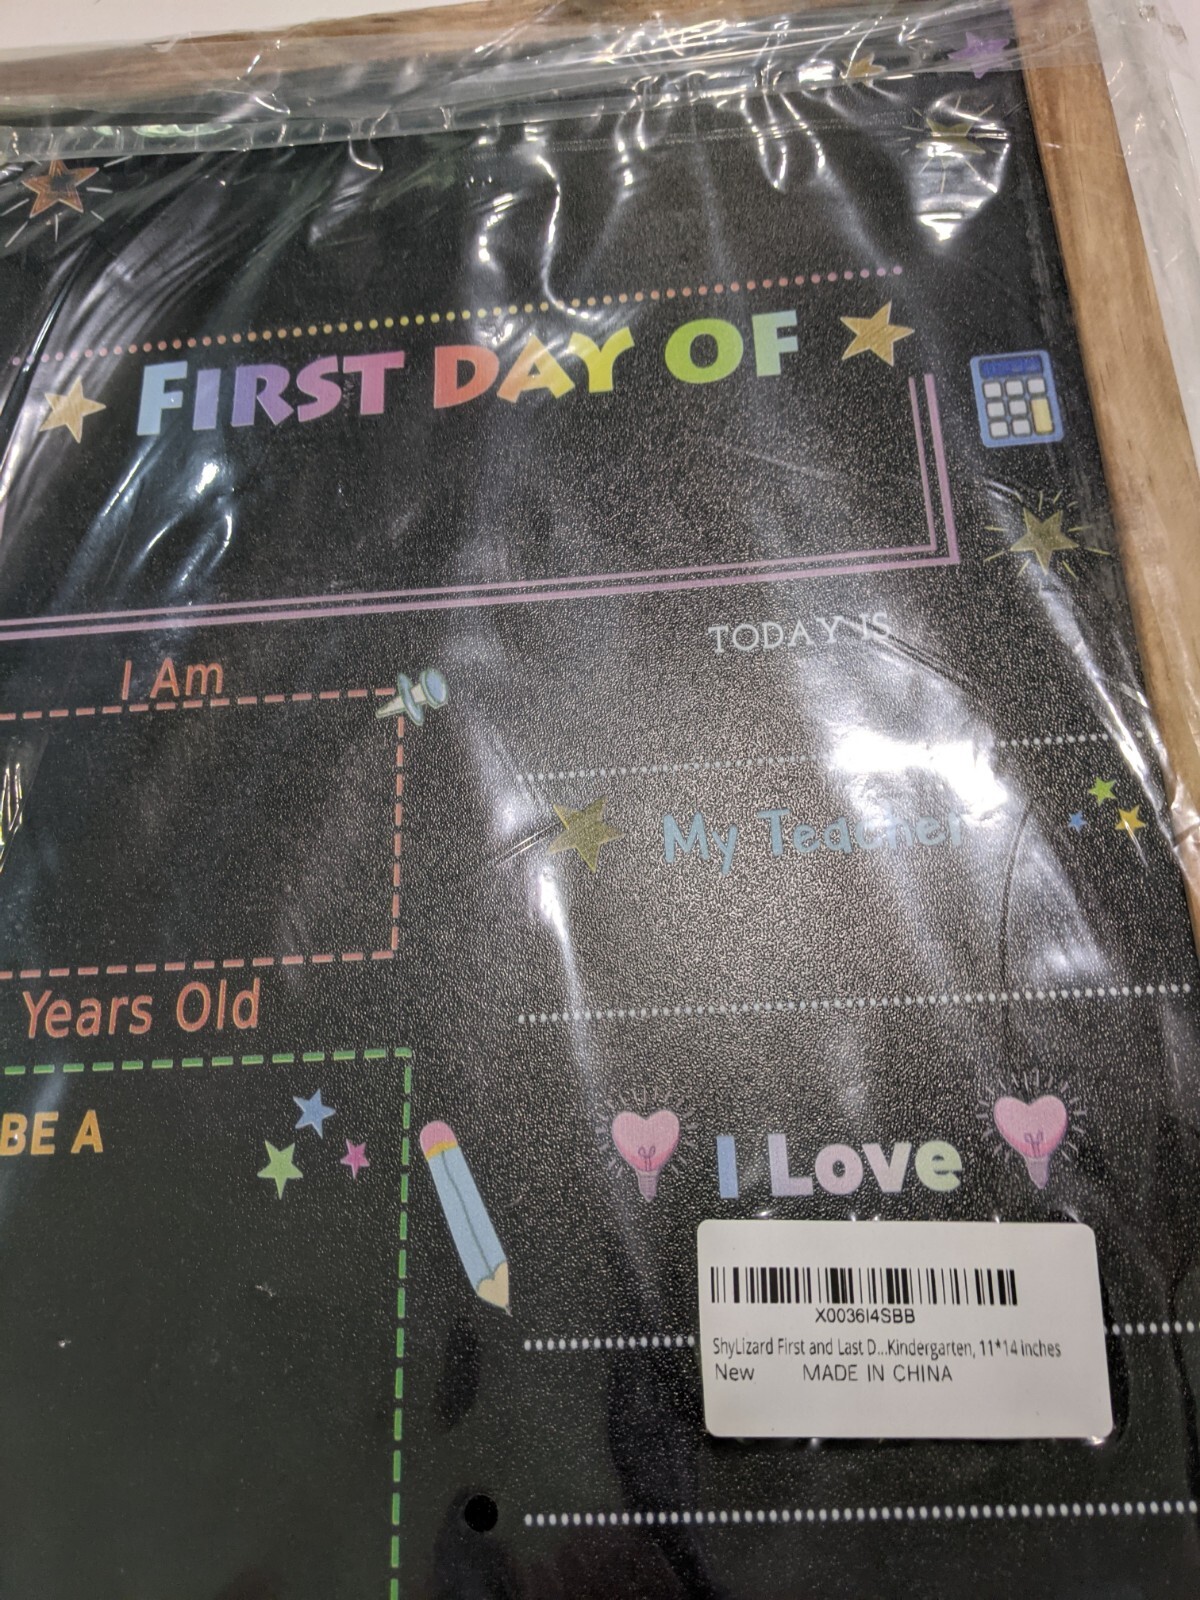 FIRST DAY OF
TODAY IS
I Am
My Teacher
Years Old
BE A
I Love
X003I4SBB
ShyLizard First and Last D...Kindergarten, 11*14 inches
New MADE IN CHINA